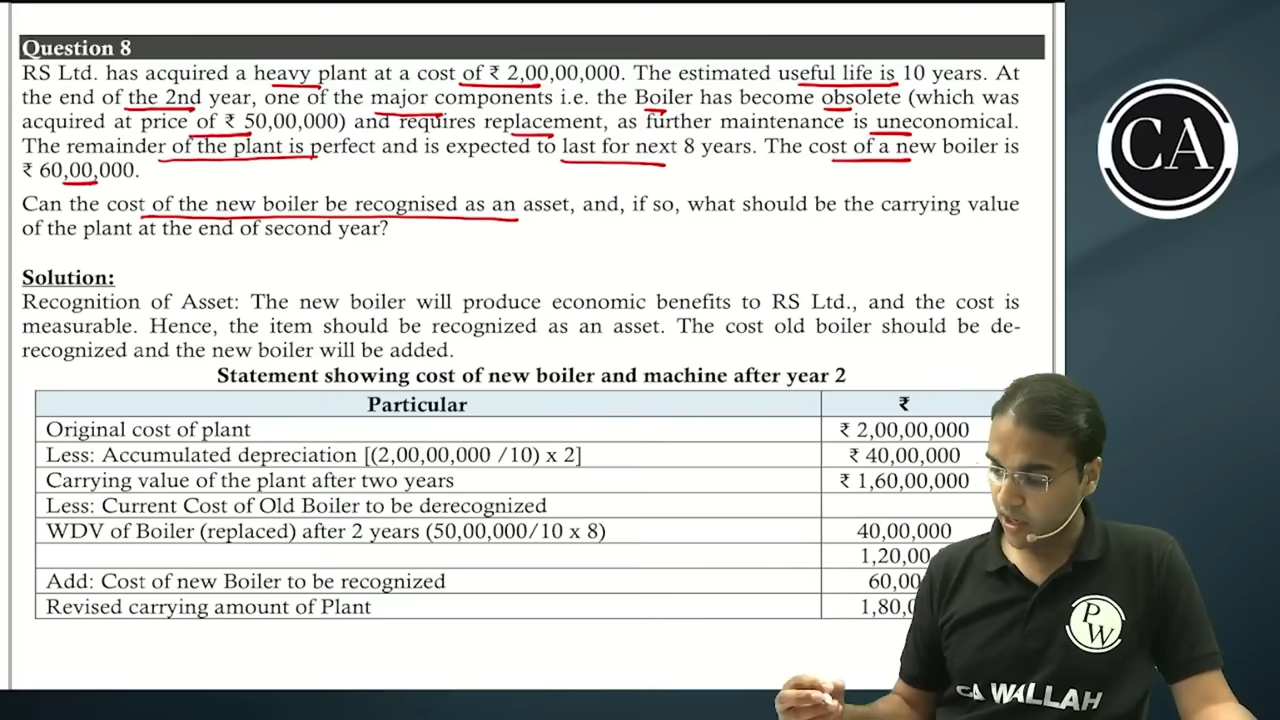 Question 8
RS Ltd. has acquired a heavy plant at a cost of ₹ 2,00,00,000. The estimated useful life is 10 years. At
the end of the 2nd year, one of the major components i.e. the Boiler has become obsolete (which was
acquired at price of ₹ 50,00,000) and requires replacement, as further maintenance is uneconomical.
The remainder of the plant is perfect and is expected to last for next 8 years. The cost of a new boiler is
₹ 60,00,000.
Can the cost of the new boiler be recognised as an asset, and, if so, what should be the carrying value
of the plant at the end of second year?
Solution:
Recognition of Asset: The new boiler will produce economic benefits to RS Ltd., and the cost is
measurable. Hence, the item should be recognized as an asset. The cost old boiler should be de-
recognized and the new boiler will be added.
Statement showing cost of new boiler and machine after year 2
Particular ₹
Original cost of plant ₹ 2,00,00,000
Less: Accumulated depreciation [(2,00,00,000 /10) x 2] ₹ 40,00,000
Carrying value of the plant after two years ₹ 1,60,00,000
Less: Current Cost of Old Boiler to be derecognized
WDV of Boiler (replaced) after 2 years (50,00,000/10 x 8) 40,00,000
1,20,00
Add: Cost of new Boiler to be recognized 60,00
Revised carrying amount of Plant 1,80,
CA
PW
CA WALLAH